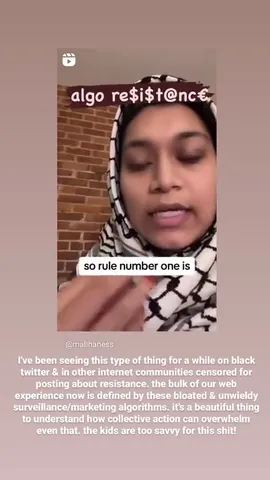 algo re$i$t@nc€
so rule number one is
@malihaness
I've been seeing this type of thing for a while on black
twitter & in other internet communities censored for
posting about resistance. the bulk of our web
experience now is defined by these bloated & unwieldy
surveillance/marketing algorithms. it's a beautiful thing
to understand how collective action can overwhelm
even that. the kids are too savvy for this shit!